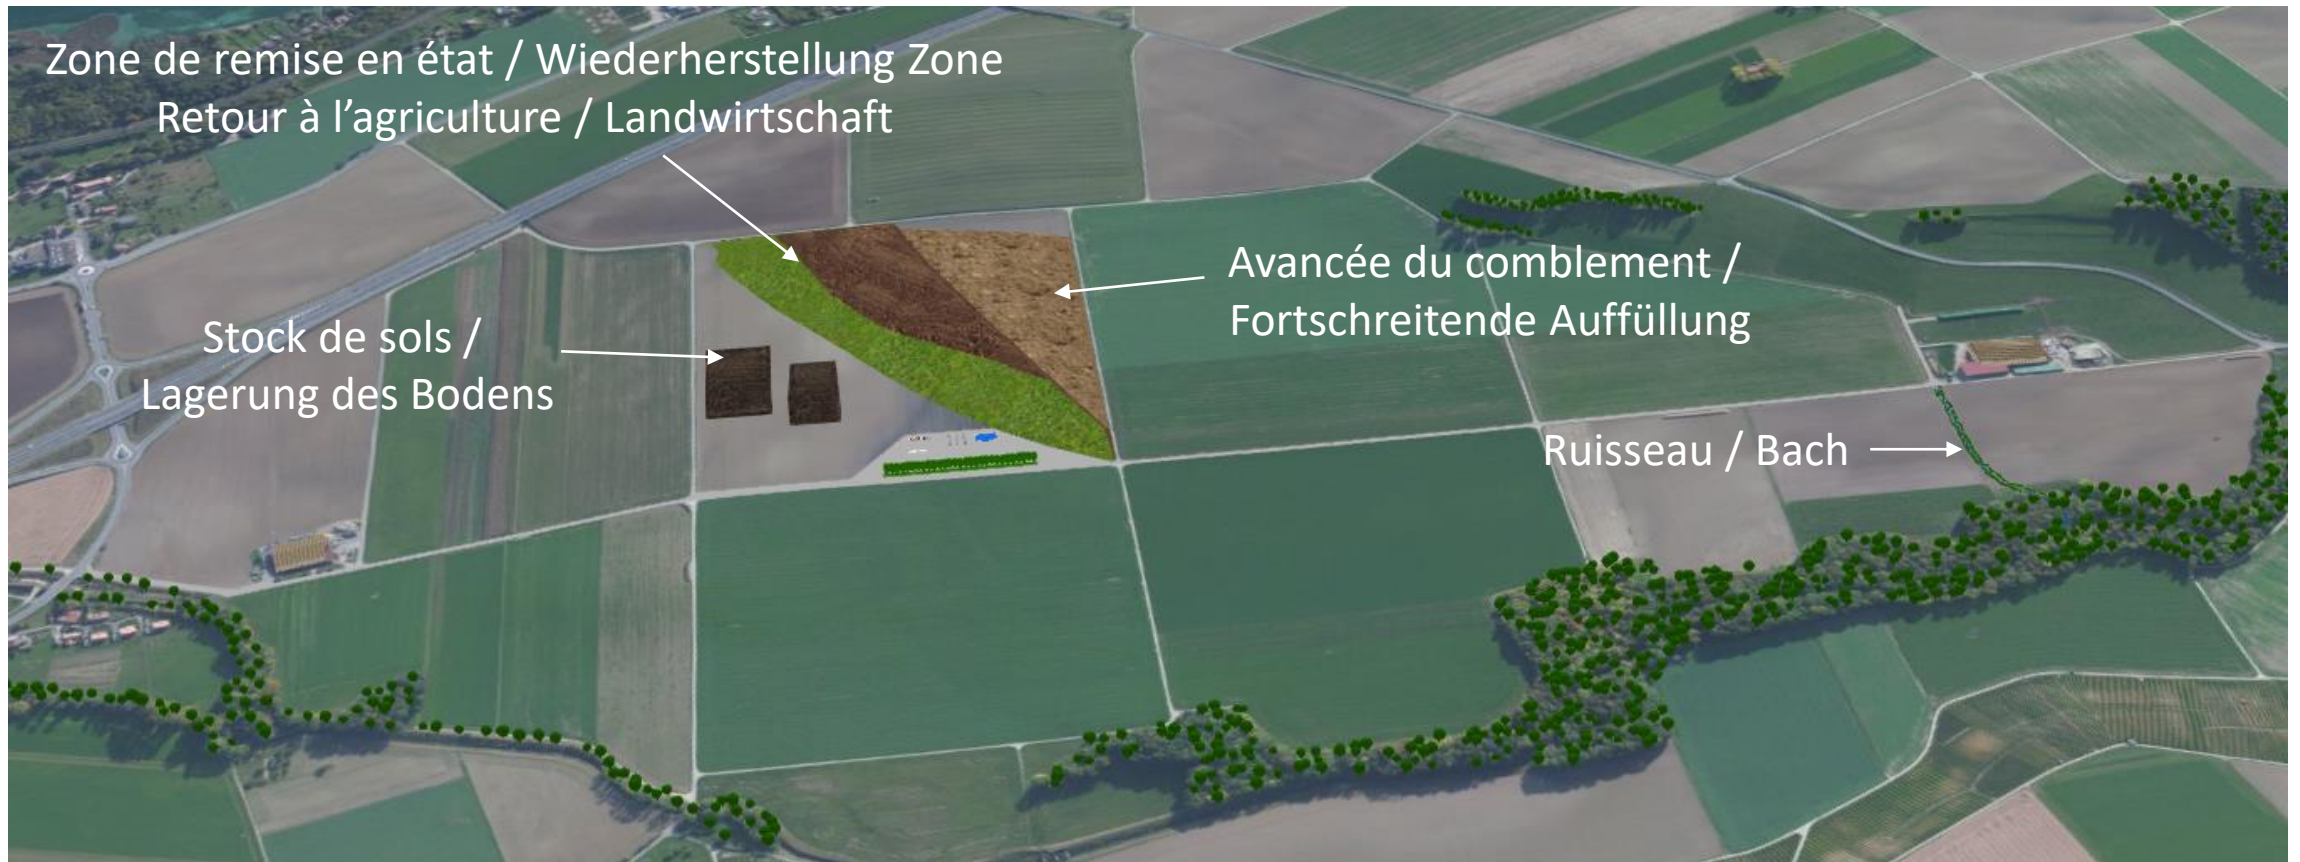 Zone de remise en état / Wiederherstellung Zone
Retour à l’agriculture / Landwirtschaft
Avancée du comblement /
Fortschreitende Auffüllung
Stock de sols /
Lagerung des Bodens
Ruisseau / Bach